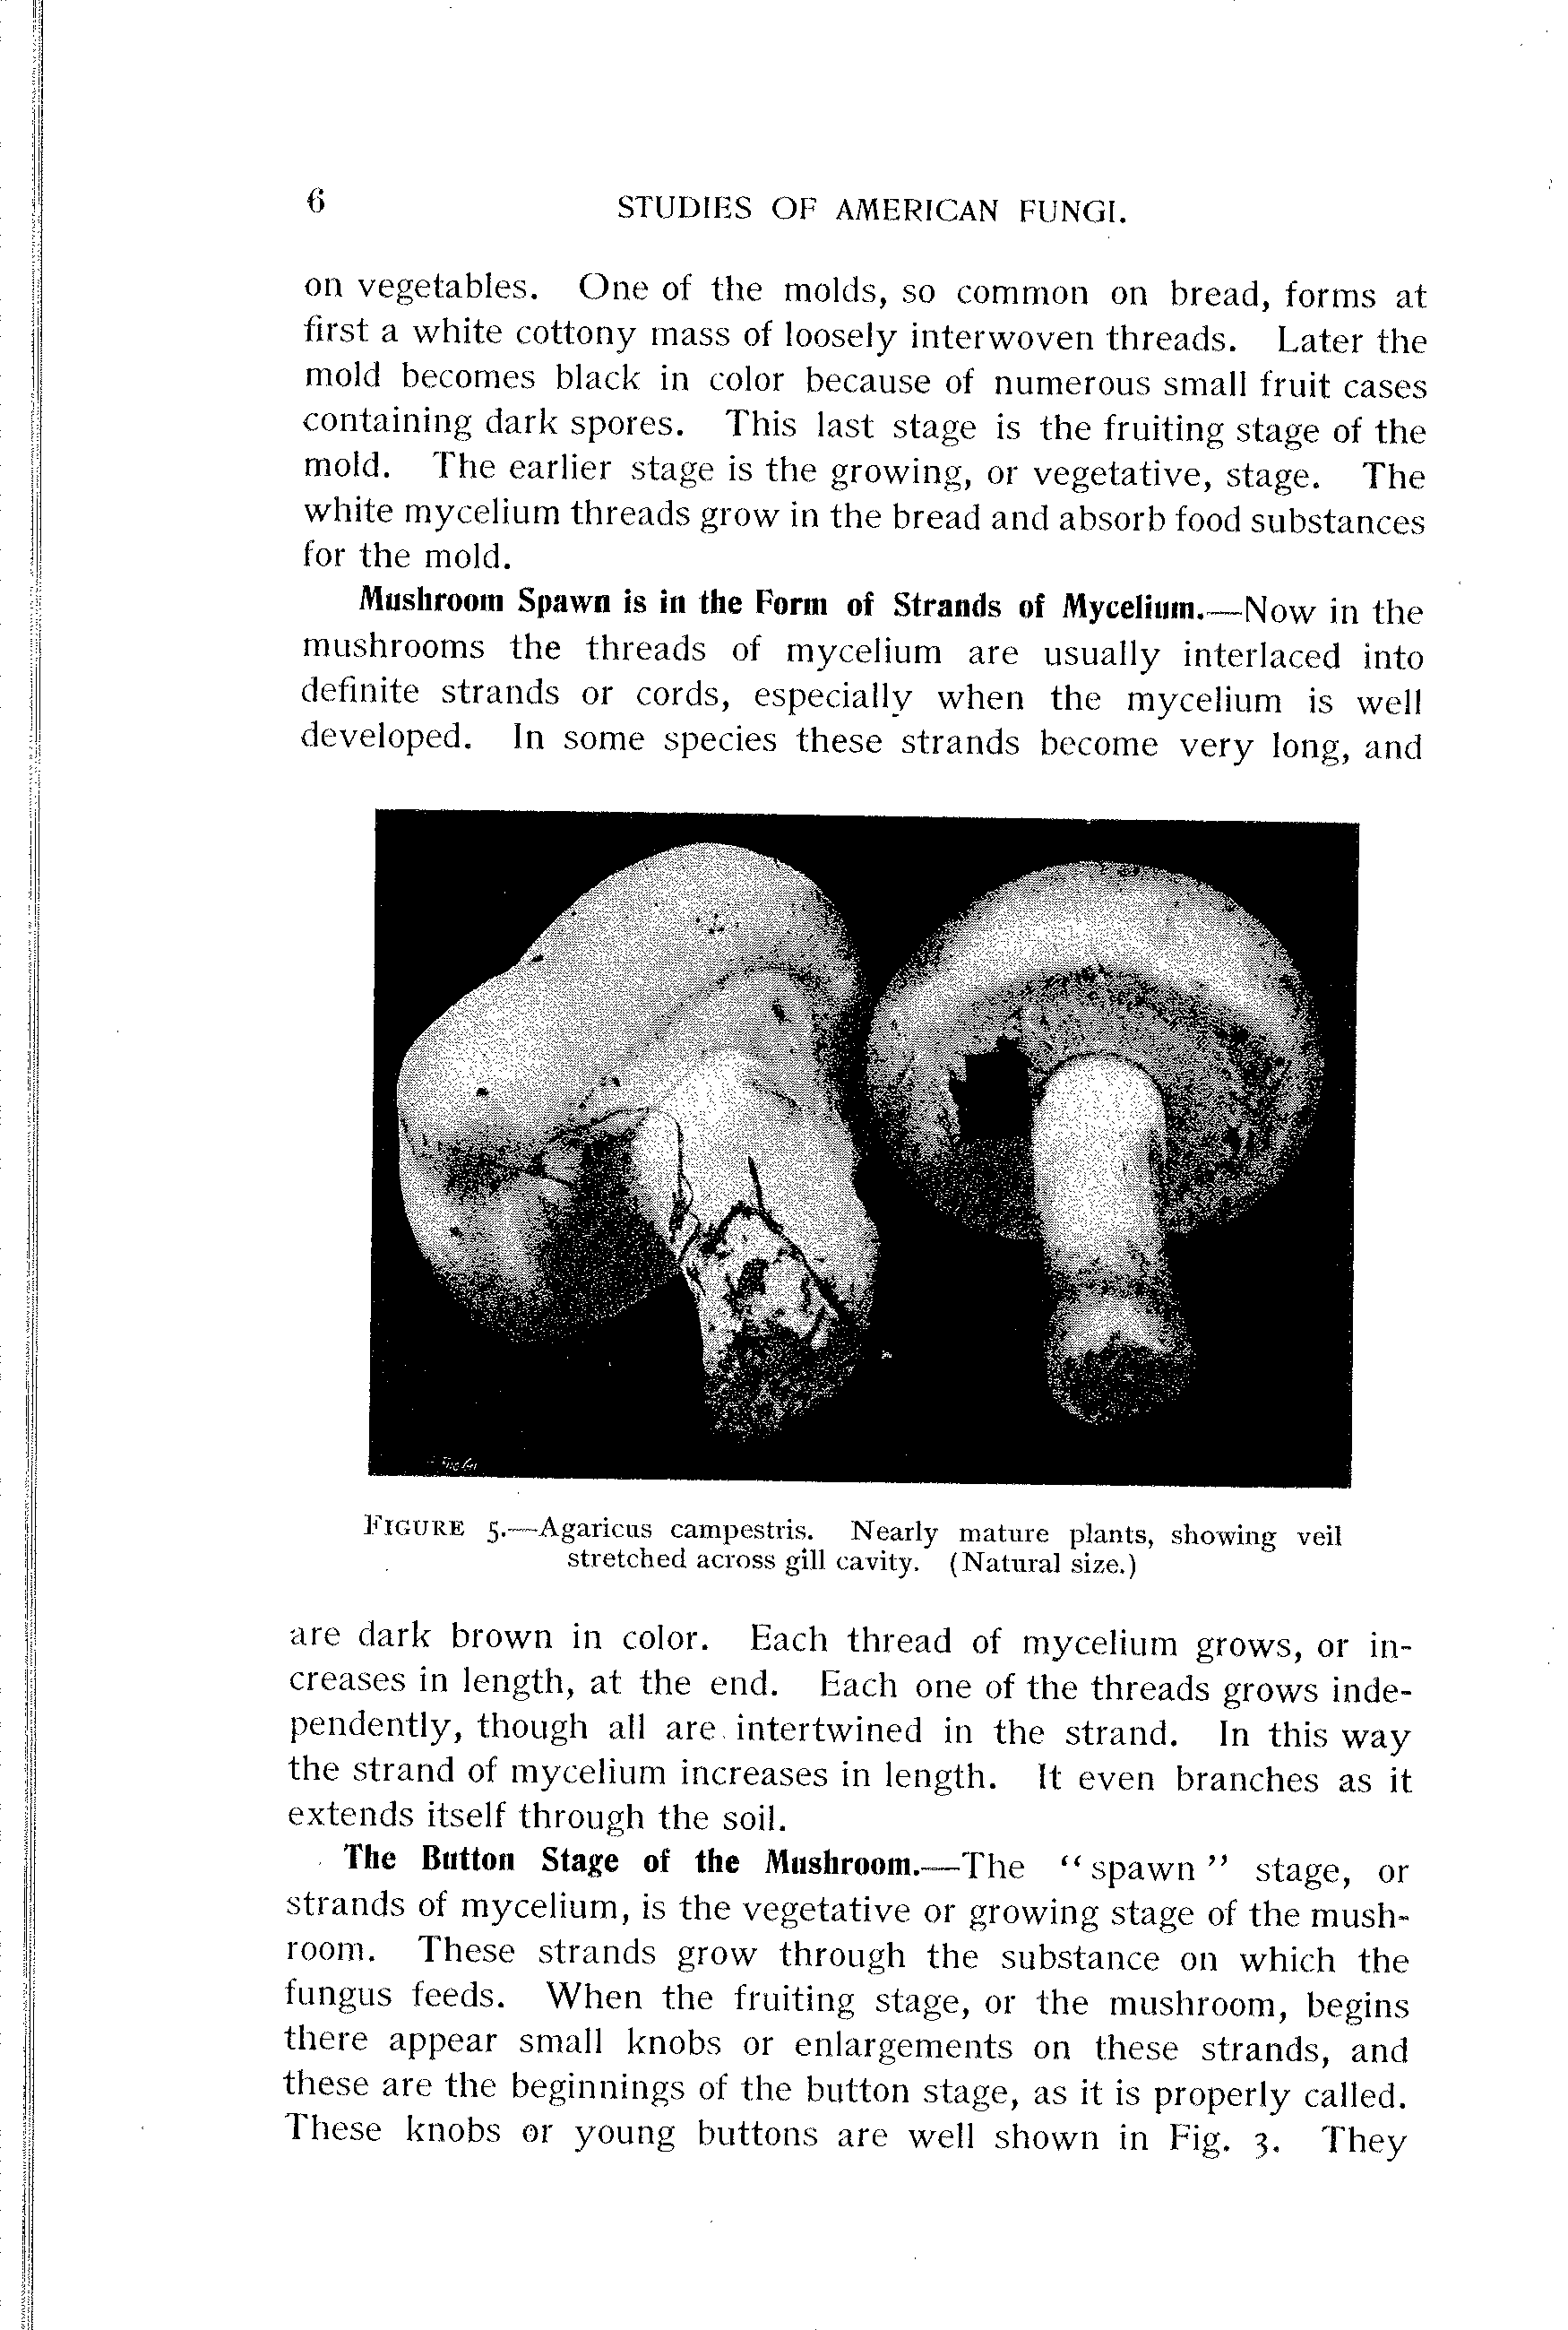 6 STUDIES OF AMERICAN FUNGI.
on vegetables. One of the molds, so common on bread, forms at
first a white cottony mass of loosely interwoven threads. Later the
mold becomes black in color because of numerous small fruit cases
containing dark spores. This last stage is the fruiting stage of the
mold. The earlier stage is the growing, or vegetative, stage. The
white mycelium threads grow in the bread and absorb food substances
for the mold.
Mushroom Spawn is in the Form of Strands of Mycelium.—Now in the
mushrooms the threads of mycelium are usually interlaced into
definite strands or cords, especially when the mycelium is well
developed. In some species these strands become very long, and
FIGURE 5.—Agaricus campestris. Nearly mature plants, showing veil
stretched across gill cavity. (Natural size.)
are dark brown in color. Each thread of mycelium grows, or in-
creases in length, at the end. Each one of the threads grows inde-
pendently, though all are intertwined in the strand. In this way
the strand of mycelium increases in length. It even branches as it
extends itself through the soil.
The Button Stage of the Mushroom.—The “spawn” stage, or
strands of mycelium, is the vegetative or growing stage of the mush-
room. These strands grow through the substance on which the
fungus feeds. When the fruiting stage, or the mushroom, begins
there appear small knobs or enlargements on these strands, and
these are the beginnings of the button stage, as it is properly called.
These knobs or young buttons are well shown in Fig. 3. They